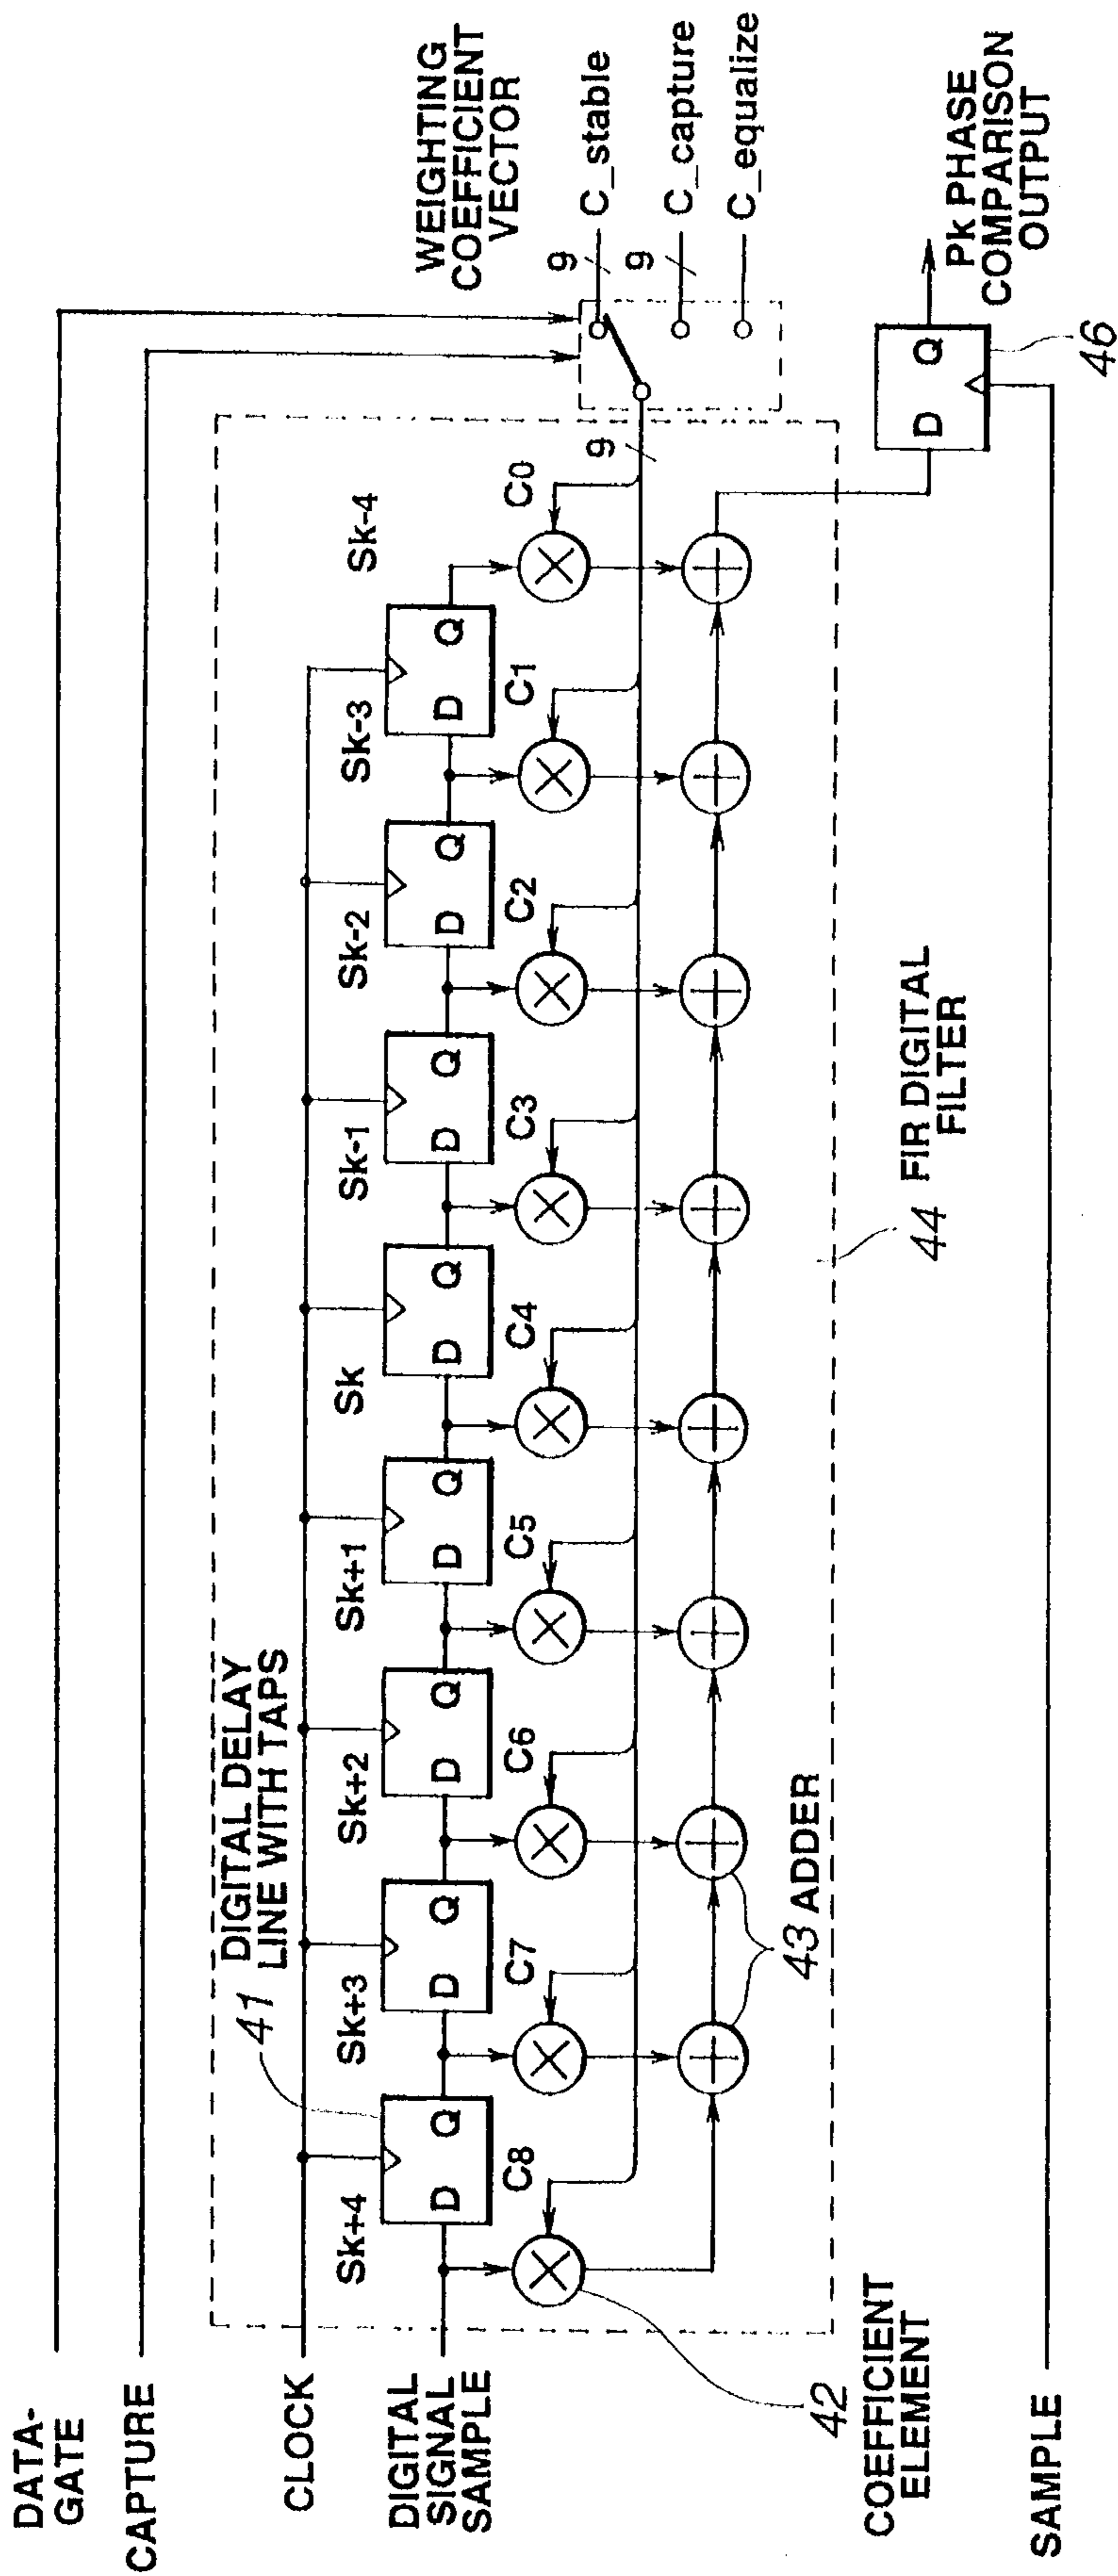 DATA-
GATE
CAPTURE
CLOCK
DIGITAL
SIGNAL
SAMPLE
COEFFICIENT
ELEMENT
SAMPLE
DIGITAL DELAY
LINE WITH TAPS
41
42
43 ADDER
44 FIR DIGITAL
FILTER
46
Sk+4
Sk+3
Sk+2
Sk+1
Sk
Sk-1
Sk-2
Sk-3
Sk-4
D Q
D Q
D Q
D Q
D Q
D Q
D Q
D Q
C8
C7
C6
C5
C4
C3
C2
C1
C0
9
WEIGHTING
COEFFICIENT
VECTOR
9 C_stable
9 C_capture
C_equalize
D Q
Pk PHASE
COMPARISON
OUTPUT